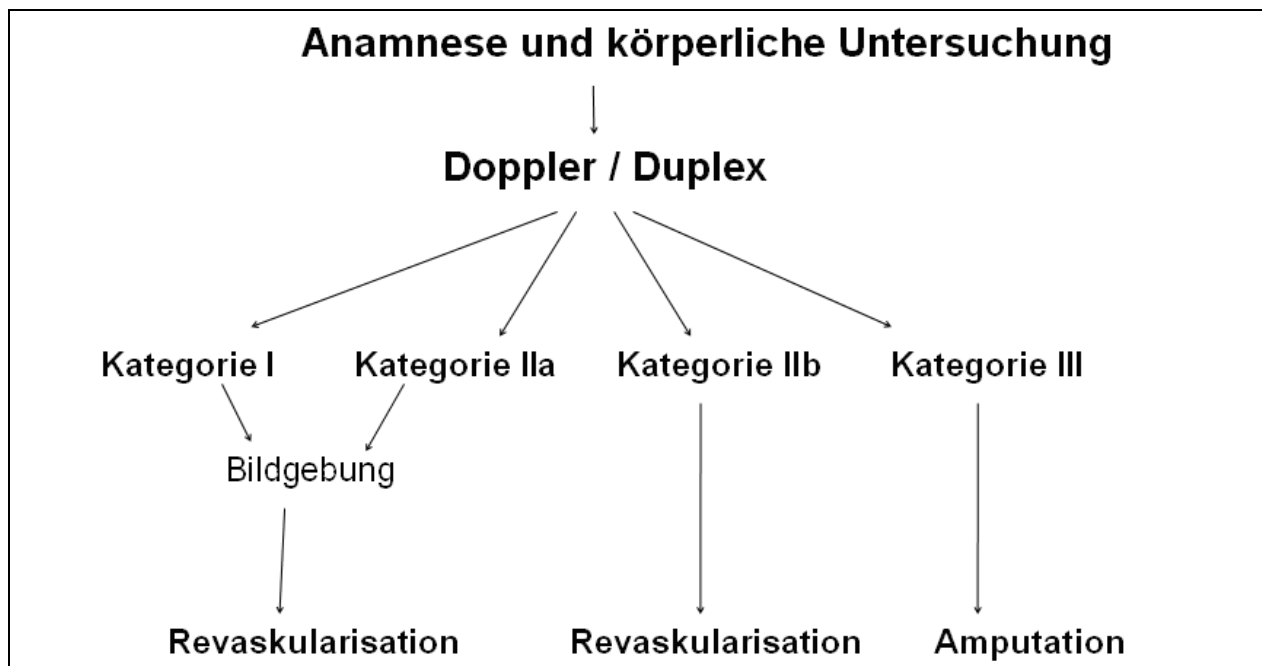 Anamnese und körperliche Untersuchung
Doppler / Duplex
Kategorie I Kategorie IIa Kategorie IIb Kategorie III
Bildgebung
Revaskularisation Revaskularisation Amputation